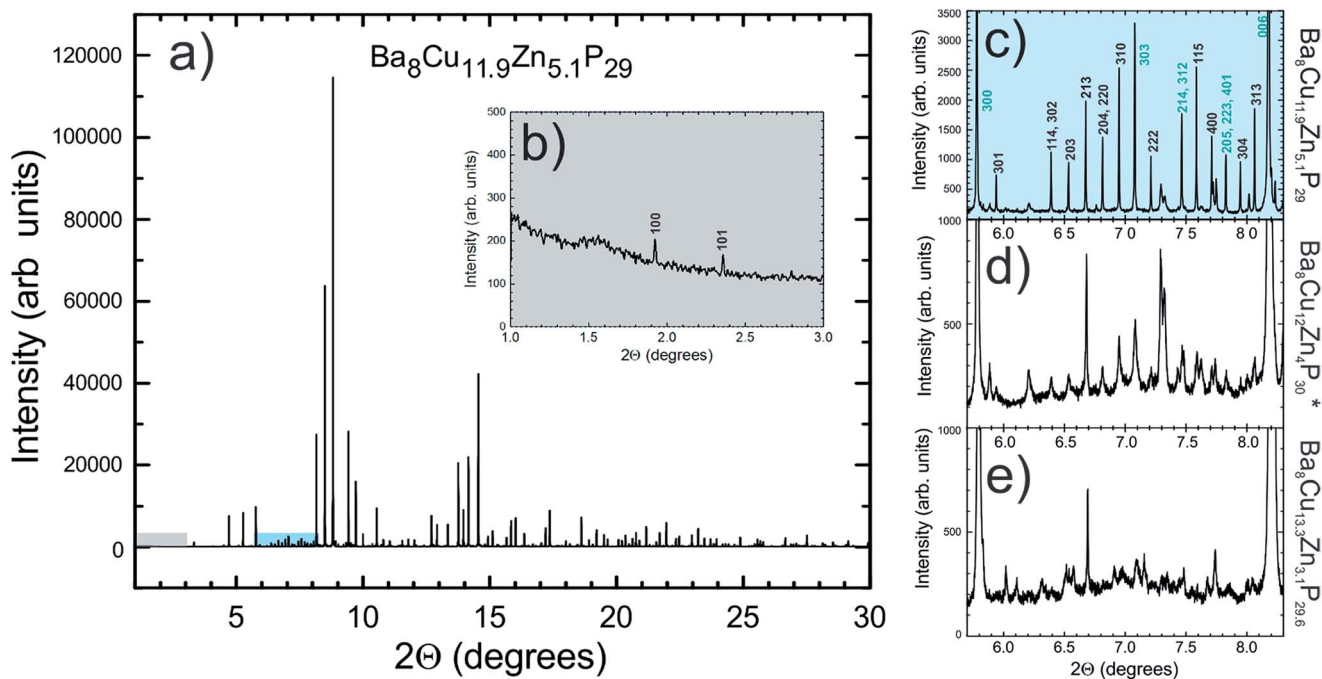 a)
Ba8Cu11.9Zn5.1P29
Intensity (arb units)
120000
100000
80000
60000
40000
20000
0
5 10 15 20 25 30
2Θ (degrees)
b)
Intensity (arb. units)
500
400
300
200
100
0
100
101
1.0 1.5 2.0 2.5 3.0
2Θ (degrees)
c)
Intensity (arb. units)
3500
3000
2500
2000
1500
1000
500
300
301
114, 302
203
213
204, 220
310
303
222
214, 312
115
400
205, 223, 401
304
313
006
Ba8Cu11.9Zn5.1P29
d)
Intensity (arb. units)
1000
500
6.0 6.5 7.0 7.5 8.0
Ba8Cu12Zn4P30 *
e)
Intensity (arb. units)
1000
500
0
6.0 6.5 7.0 7.5 8.0
2Θ (degrees)
Ba8Cu13.3Zn3.1P29.6